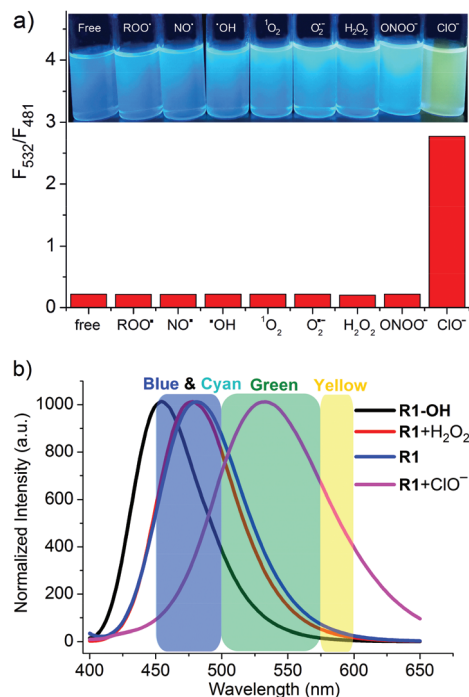 a)
Free ROO• NO• •OH ¹O₂ O₂•⁻ H₂O₂ ONOO⁻ ClO⁻
4
3
2
1
0
F₅₃₂/F₄₈₁
free ROO• NO• •OH ¹O₂ O₂•⁻ H₂O₂ ONOO⁻ ClO⁻
b)
Blue & Cyan Green Yellow
R1-OH
R1+H₂O₂
R1
R1+ClO⁻
1000
800
600
400
200
0
Normalized Intensity (a.u.)
400 450 500 550 600 650
Wavelength (nm)